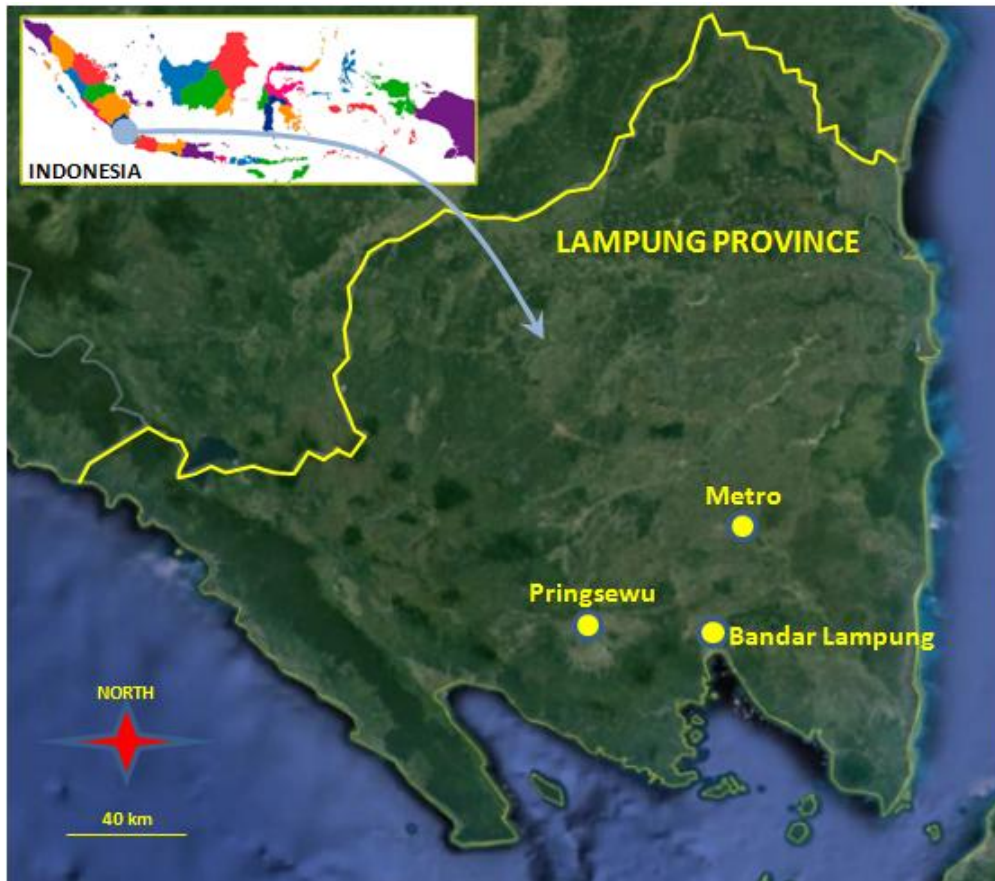 INDONESIA
LAMPUNG PROVINCE
Metro
Pringsewu
Bandar Lampung
NORTH
40 km